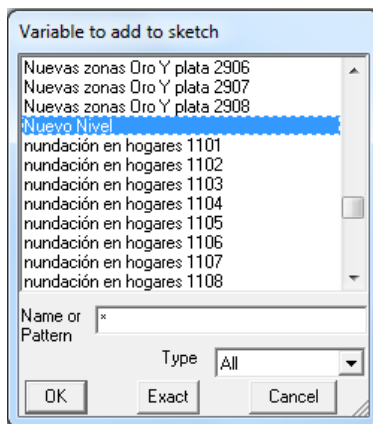 Variable to add to sketch
Nuevas zonas Oro Y plata 2906
Nuevas zonas Oro Y plata 2907
Nuevas zonas Oro Y plata 2908
Nuevo Nivel
nundación en hogares 1101
nundación en hogares 1102
nundación en hogares 1103
nundación en hogares 1104
nundación en hogares 1105
nundación en hogares 1106
nundación en hogares 1107
nundación en hogares 1108
Name or Pattern
*
Type All
OK Exact Cancel